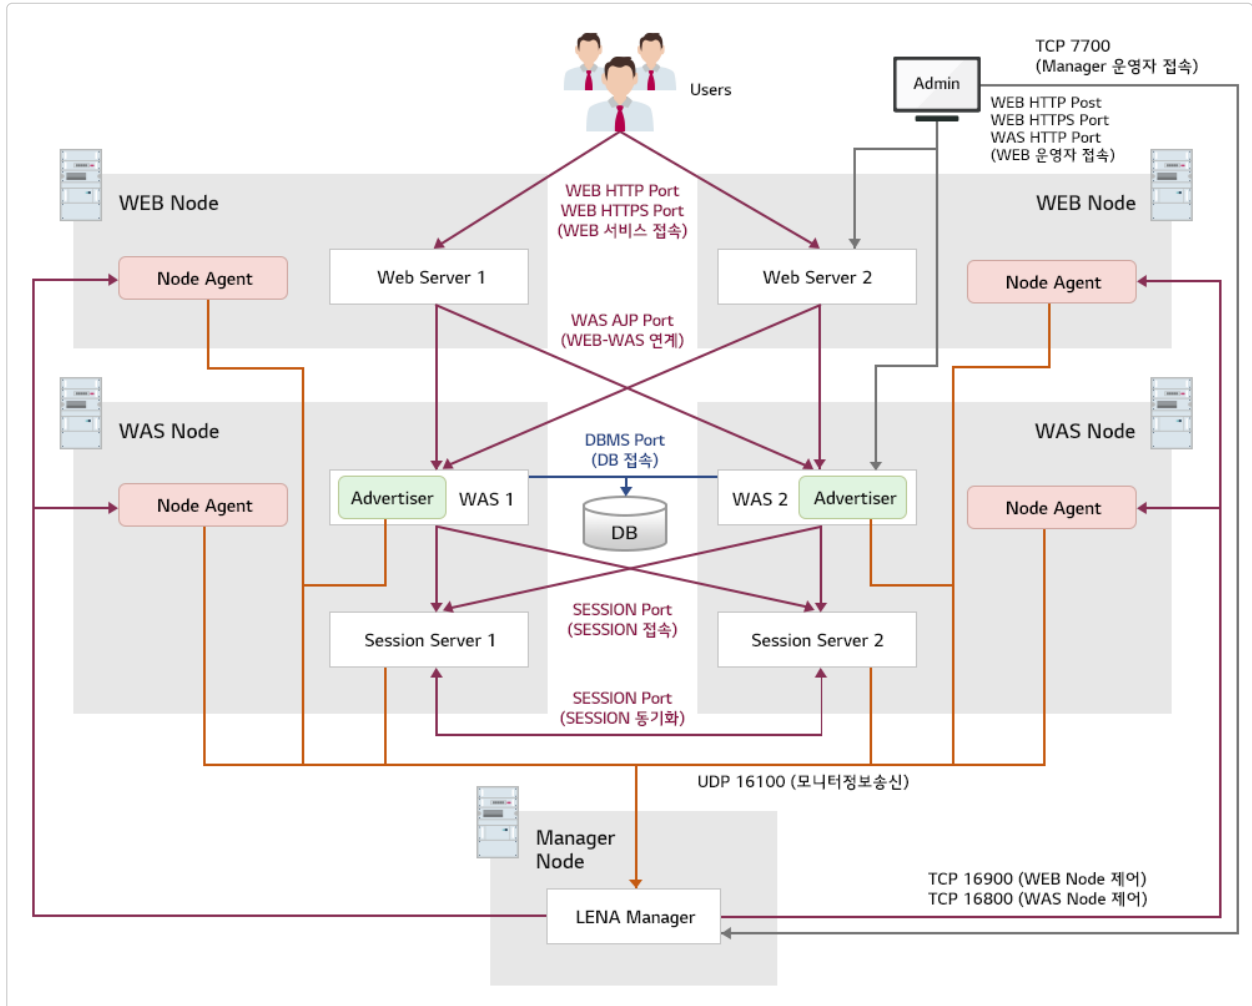 TCP 7700
(Manager 운영자 접속)
Users
Admin
WEB HTTP Post
WEB HTTPS Port
WAS HTTP Port
(WEB 운영자 접속)
WEB Node
WEB HTTP Port
WEB HTTPS Port
(WEB 서비스 접속)
WEB Node
Node Agent
Web Server 1
Web Server 2
Node Agent
WAS AJP Port
(WEB-WAS 연계)
WAS Node
DBMS Port
(DB 접속)
WAS Node
Node Agent
Advertiser
WAS 1
DB
WAS 2
Advertiser
Node Agent
SESSION Port
(SESSION 접속)
Session Server 1
Session Server 2
SESSION Port
(SESSION 동기화)
UDP 16100 (모니터정보송신)
Manager
Node
LENA Manager
TCP 16900 (WEB Node 제어)
TCP 16800 (WAS Node 제어)